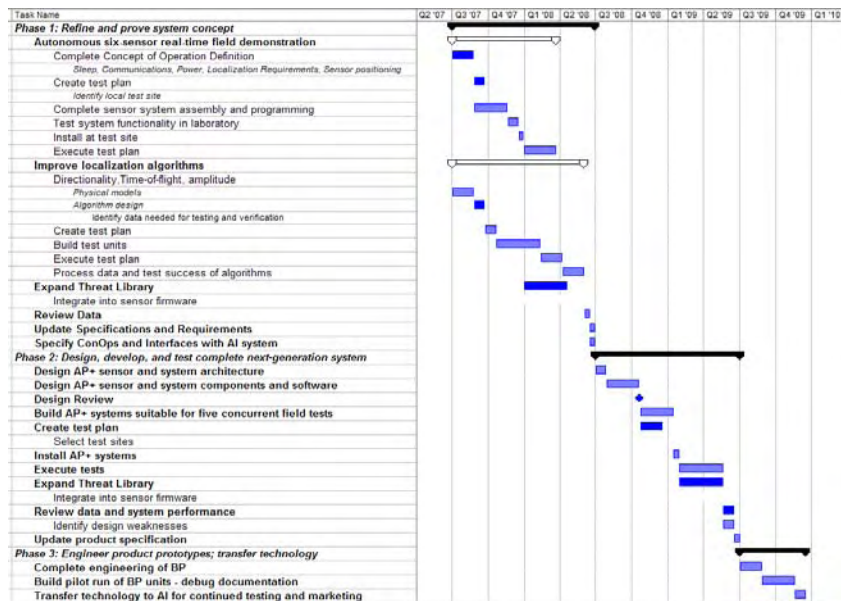 Task Name Q2 '07 Q3 '07 Q4 '07 Q1 '08 Q2 '08 Q3 '08 Q4 '08 Q1 '09 Q2 '09 Q3 '09 Q4 '09 Q1 '10
Phase 1: Refine and prove system concept
Autonomous six-sensor real-time field demonstration
Complete Concept of Operation Definition
Sleep, Communications, Power, Localization Requirements, Sensor positioning
Create test plan
Identify local test site
Complete sensor system assembly and programming
Test system functionality in laboratory
Install at test site
Execute test plan
Improve localization algorithms
Directionality,Time-of-flight, amplitude
Physical models
Algorithm design
Identify data needed for testing and verification
Create test plan
Build test units
Execute test plan
Process data and test success of algorithms
Expand Threat Library
Integrate into sensor firmware
Review Data
Update Specifications and Requirements
Specify ConOps and Interfaces with AI system
Phase 2: Design, develop, and test complete next-generation system
Design AP+ sensor and system architecture
Design AP+ sensor and system components and software
Design Review
Build AP+ systems suitable for five concurrent field tests
Create test plan
Select test sites
Install AP+ systems
Execute tests
Expand Threat Library
Integrate into sensor firmware
Review data and system performance
Identify design weaknesses
Update product specification
Phase 3: Engineer product prototypes; transfer technology
Complete engineering of BP
Build pilot run of BP units - debug documentation
Transfer technology to AI for continued testing and marketing